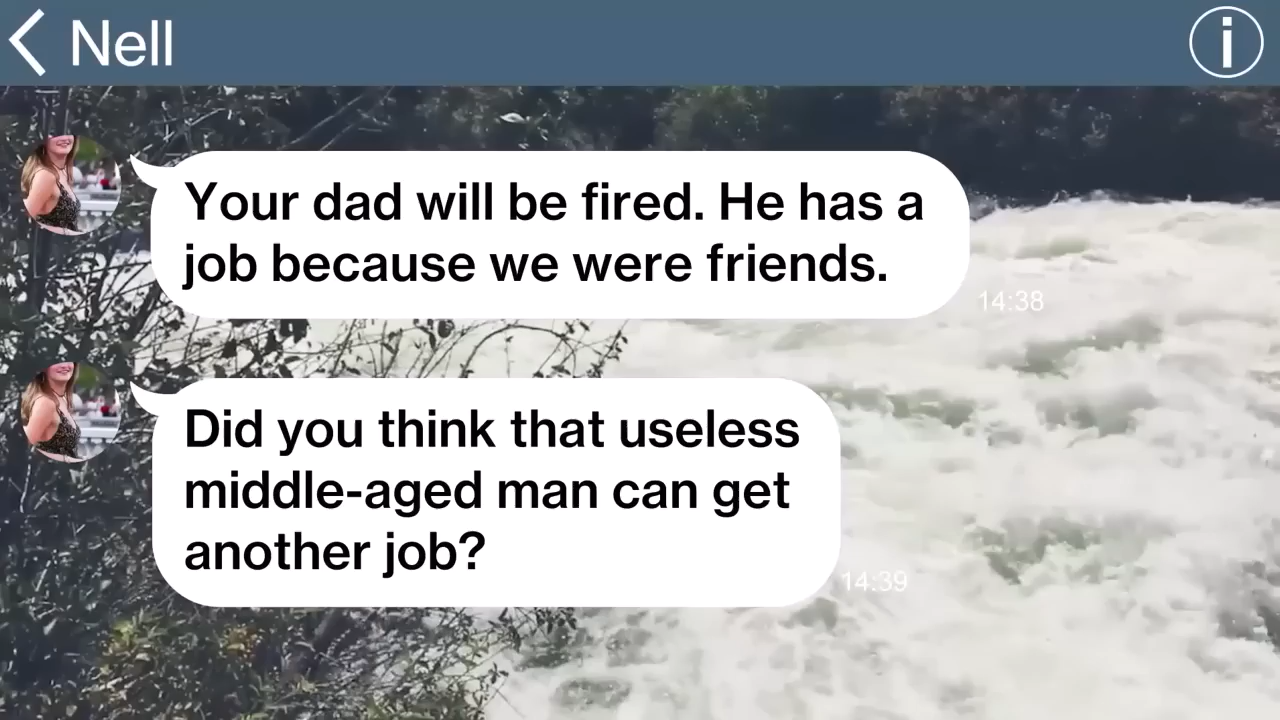 Nell
Your dad will be fired. He has a
job because we were friends.
14:38
Did you think that useless
middle-aged man can get
another job?
14:39